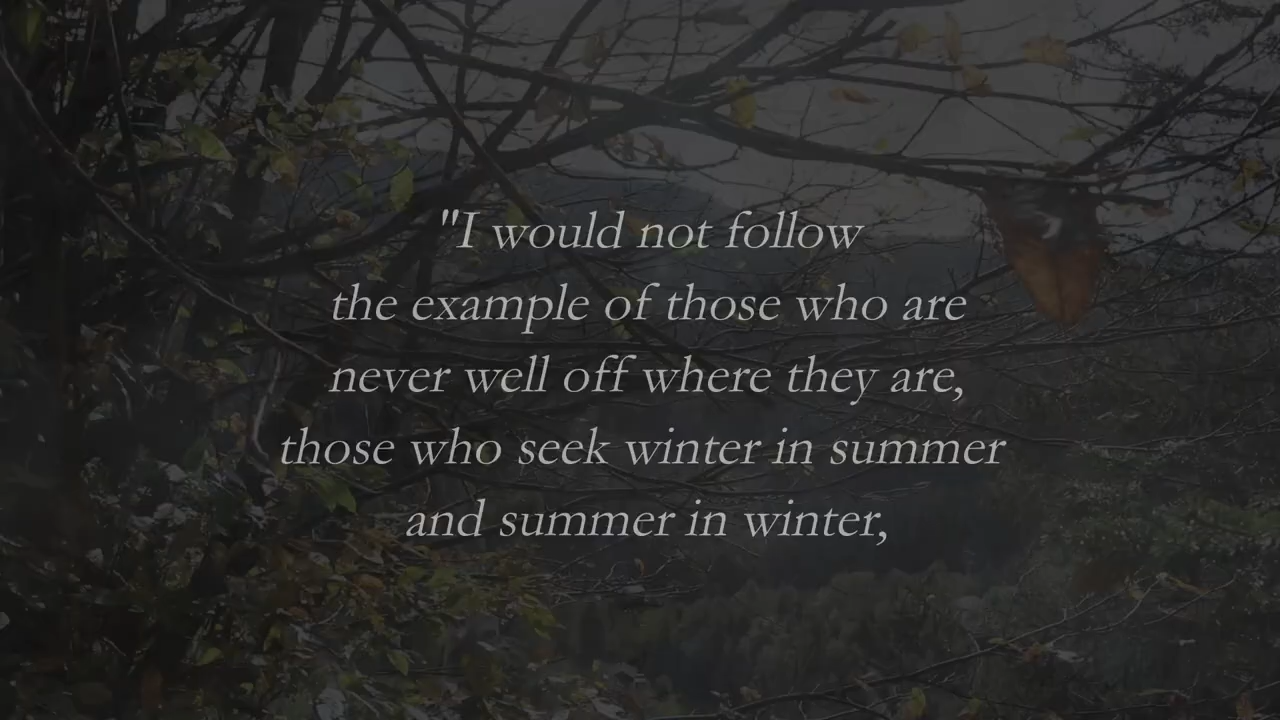 "I would not follow
the example of those who are
never well off where they are,
those who seek winter in summer
and summer in winter,